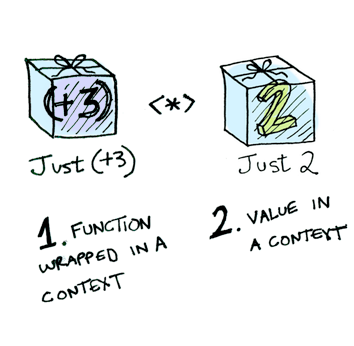 (+3) <*> 2
Just (+3) Just 2
1. FUNCTION
WRAPPED IN A
CONTEXT
2. VALUE IN
A CONTEXT